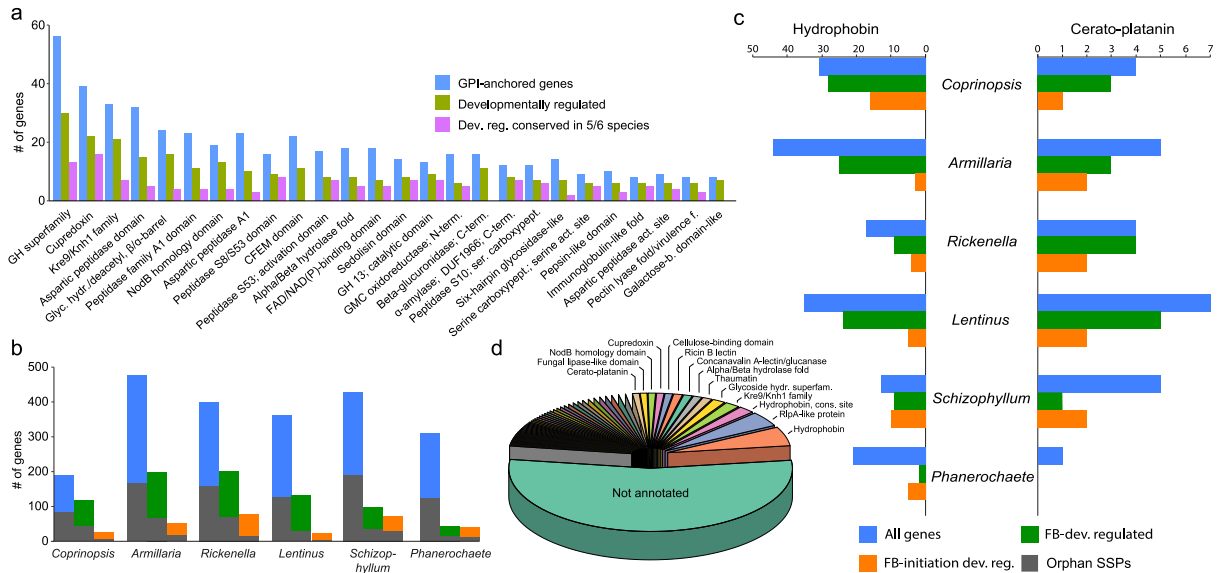 a
60
40
20
0
# of genes
GPI-anchored genes
Developmentally regulated
Dev. reg. conserved in 5/6 species
GH superfamily
Cupredoxin
Kre9/Knh1 family
Aspartic peptidase domain
Glyc. hydr./deacetyl, β/α-barrel
Peptidase family A1 domain
NodB homology domain
Aspartic peptidase A1
Peptidase S8/S53 domain
CFEM domain
Peptidase S53; activation domain
Alpha/Beta hydrolase fold
FAD/NAD(P)-binding domain
Sedolisin domain
GH 13; catalytic domain
GMC oxidoreductase; N-term.
Beta-glucuronidase; C-term.
α-amylase; DUF1966; C-term.
Peptidase S10; ser. carboxypept.
Six-hairpin glycosidase-like
Serine carboxypept.: serine act. site
Pepsin-like domain
Immunoglobulin-like fold
Aspartic peptidase act. site
Pectin lyase fold/virulence f.
Galactose-b. domain-like
b
500
400
300
200
100
0
# of genes
Coprinopsis
Armillaria
Rickenella
Lentinus
Schizop-
hyllum
Phanerochaete
c
Hydrophobin
50 40 30 20 10 0
Cerato-platanin
0 1 2 3 4 5 6 7
Coprinopsis
Armillaria
Rickenella
Lentinus
Schizophyllum
Phanerochaete
All genes
FB-dev. regulated
FB-initiation dev. reg.
Orphan SSPs
d
Cupredoxin
NodB homology domain
Fungal lipase-like domain
Cerato-platanin
Cellulose-binding domain
Ricin B lectin
Concanavalin A-lectin/glucanase
Alpha/Beta hydrolase fold
Thaumatin
Glycoside hydr. superfam.
Kre9/Knh1 family
Hydrophobin, cons. site
RlpA-like protein
Hydrophobin
Not annotated